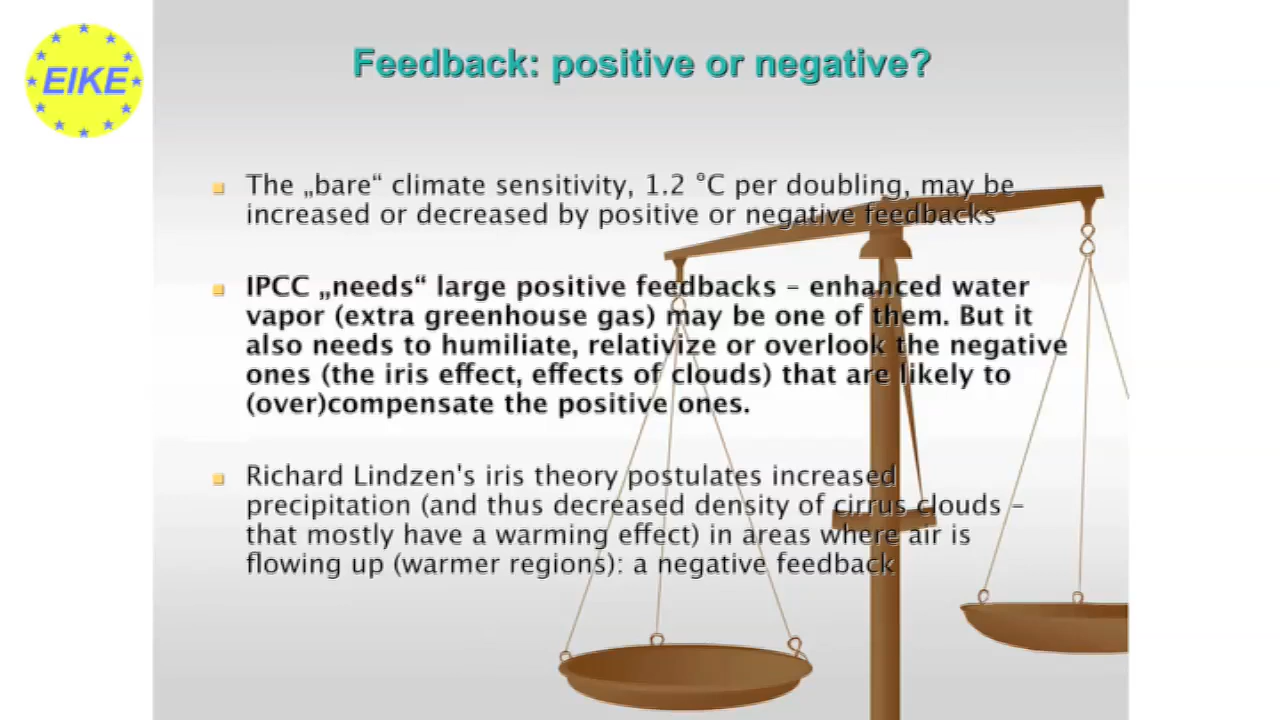 EIKE
Feedback: positive or negative?
The „bare“ climate sensitivity, 1.2 °C per doubling, may be
increased or decreased by positive or negative feedbacks
IPCC „needs“ large positive feedbacks – enhanced water
vapor (extra greenhouse gas) may be one of them. But it
also needs to humiliate, relativize or overlook the negative
ones (the iris effect, effects of clouds) that are likely to
(over)compensate the positive ones.
Richard Lindzen's iris theory postulates increased
precipitation (and thus decreased density of cirrus clouds –
that mostly have a warming effect) in areas where air is
flowing up (warmer regions): a negative feedback